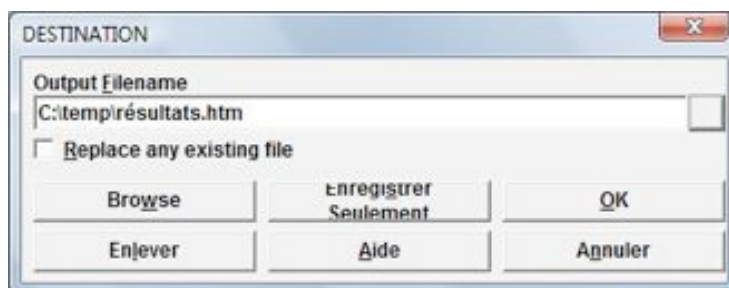 DESTINATION
Output Filename
C:\temp\résultats.htm
Replace any existing file
Browse
Enregistrer
Seulement
OK
Enlever
Aide
Annuler